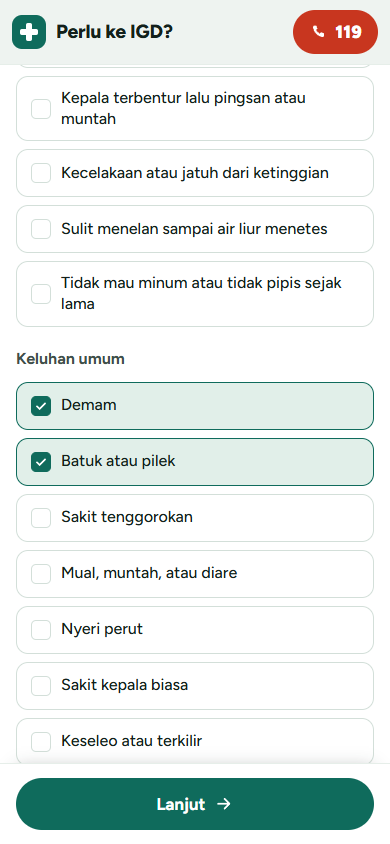 Perlu ke IGD?
119
Kepala terbentur lalu pingsan atau
muntah
Kecelakaan atau jatuh dari ketinggian
Sulit menelan sampai air liur menetes
Tidak mau minum atau tidak pipis sejak
lama
Keluhan umum
Demam
Batuk atau pilek
Sakit tenggorokan
Mual, muntah, atau diare
Nyeri perut
Sakit kepala biasa
Keseleo atau terkilir
Lanjut →